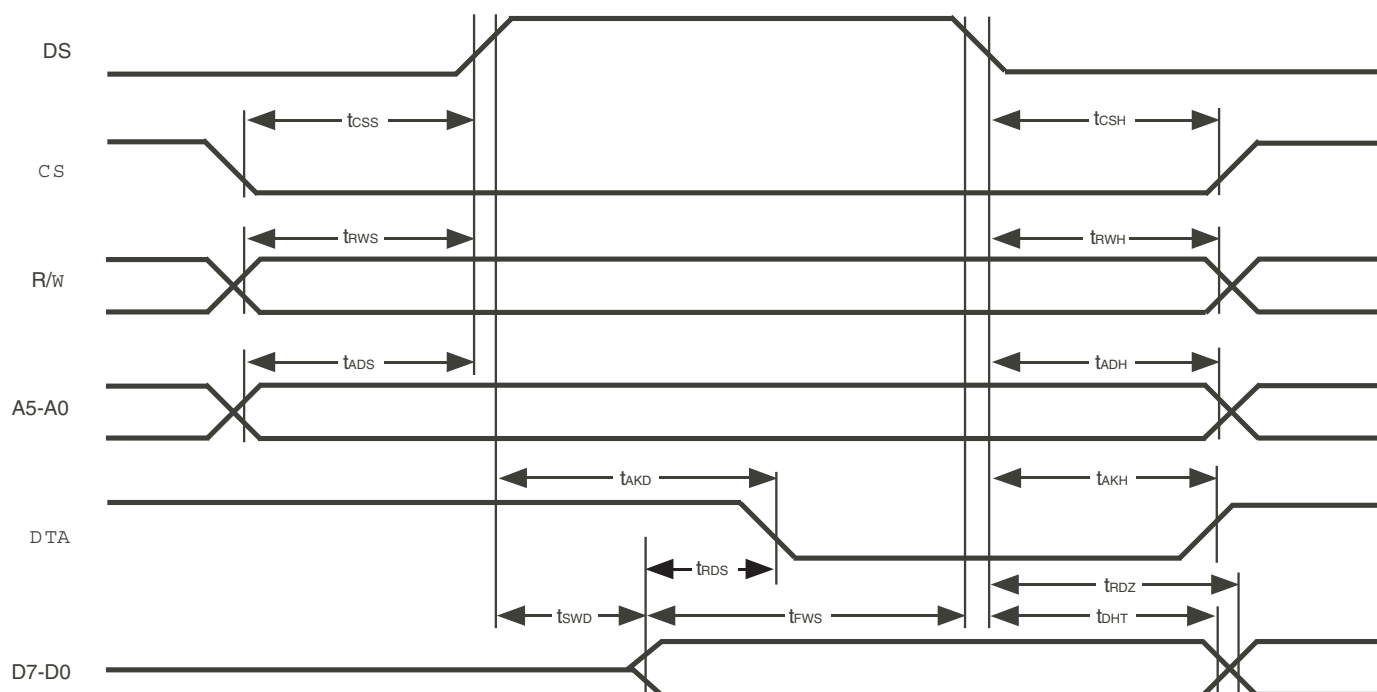 DS
tCSS
tCSH
CS
tRWS
tRWH
R/W
tADS
tADH
A5-A0
tAKD
tAKH
DTA
tRDS
tRDZ
tSWD
tFWS
tDHT
D7-D0